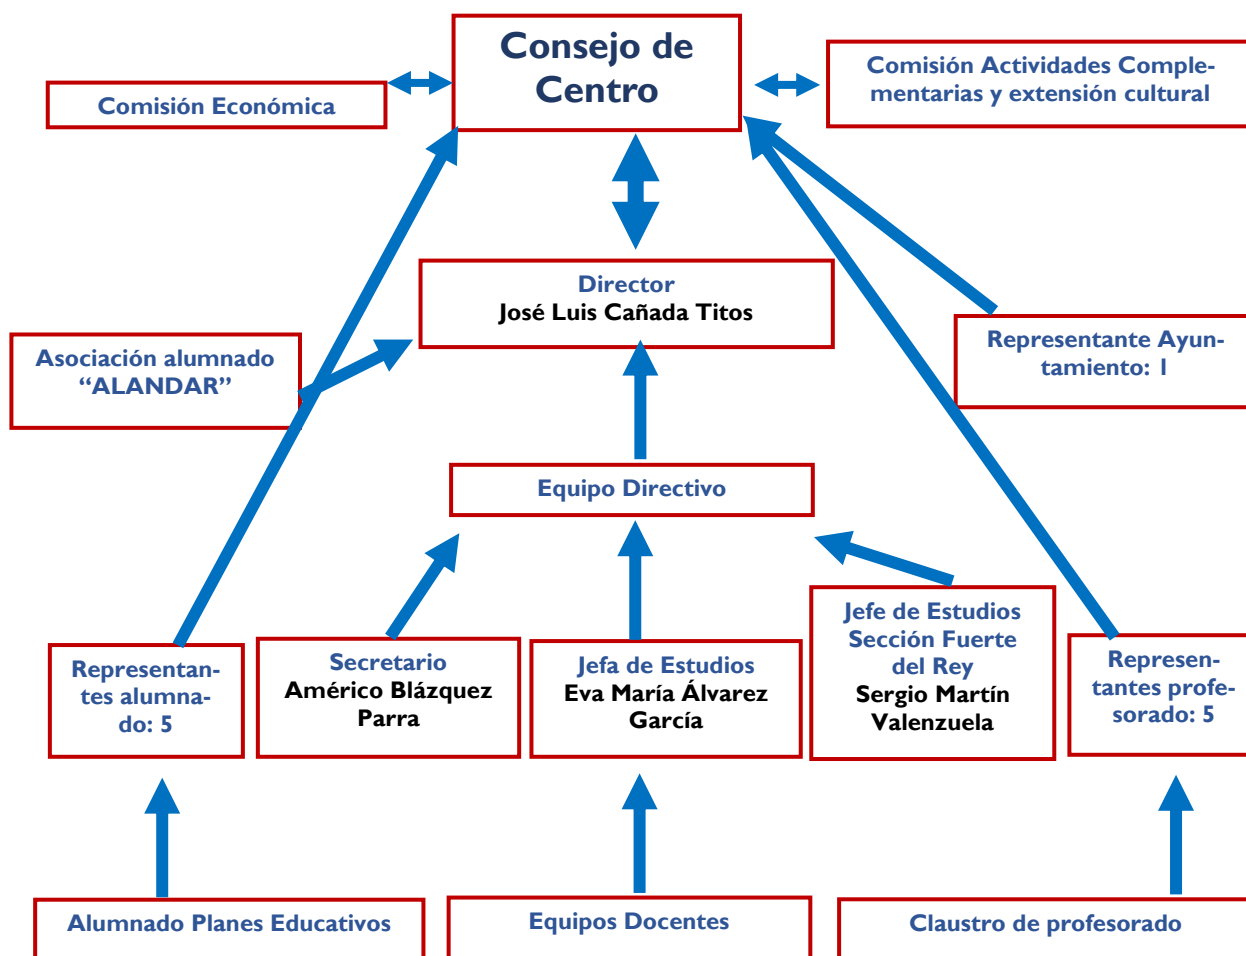 Consejo de
Centro
Comisión Económica
Comisión Actividades Comple-
mentarias y extensión cultural
Director
José Luis Cañada Titos
Asociación alumnado
“ALANDAR”
Representante Ayun-
tamiento: 1
Equipo Directivo
Representan-
tes alumna-
do: 5
Secretario
Américo Blázquez
Parra
Jefa de Estudios
Eva María Álvarez
García
Jefe de Estudios
Sección Fuerte
del Rey
Sergio Martín
Valenzuela
Represen-
tantes profe-
sorado: 5
Alumnado Planes Educativos
Equipos Docentes
Claustro de profesorado